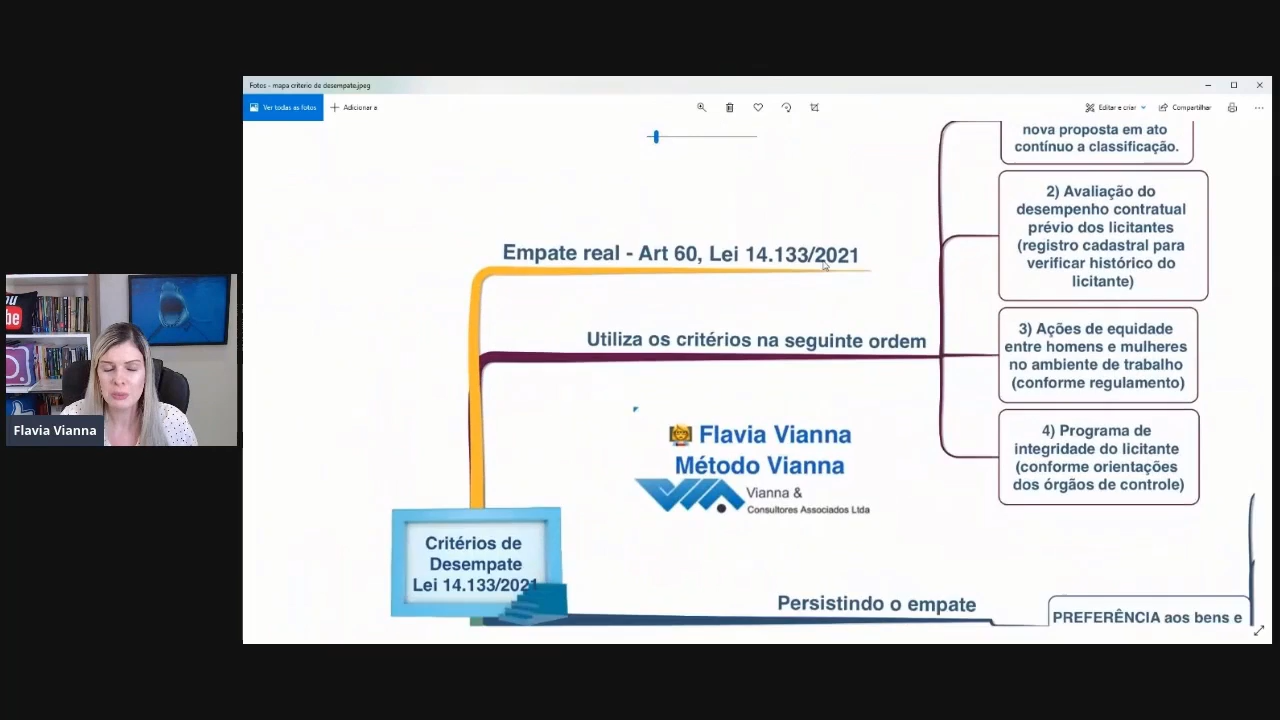 Fotos - mapa criterio de desempate.jpeg
Ver todas as fotos
Adicionar a
Editar e criar
Compartilhar
nova proposta em ato
contínuo a classificação.
2) Avaliação do
desempenho contratual
prévio dos licitantes
(registro cadastral para
verificar histórico do
licitante)
Empate real - Art 60, Lei 14.133/2021
Utiliza os critérios na seguinte ordem
3) Ações de equidade
entre homens e mulheres
no ambiente de trabalho
(conforme regulamento)
4) Programa de
integridade do licitante
(conforme orientações
dos órgãos de controle)
Flavia Vianna
Método Vianna
Vianna &
Consultores Associados Ltda
Flavia Vianna
Critérios de
Desempate
Lei 14.133/2021
Persistindo o empate
PREFERÊNCIA aos bens e